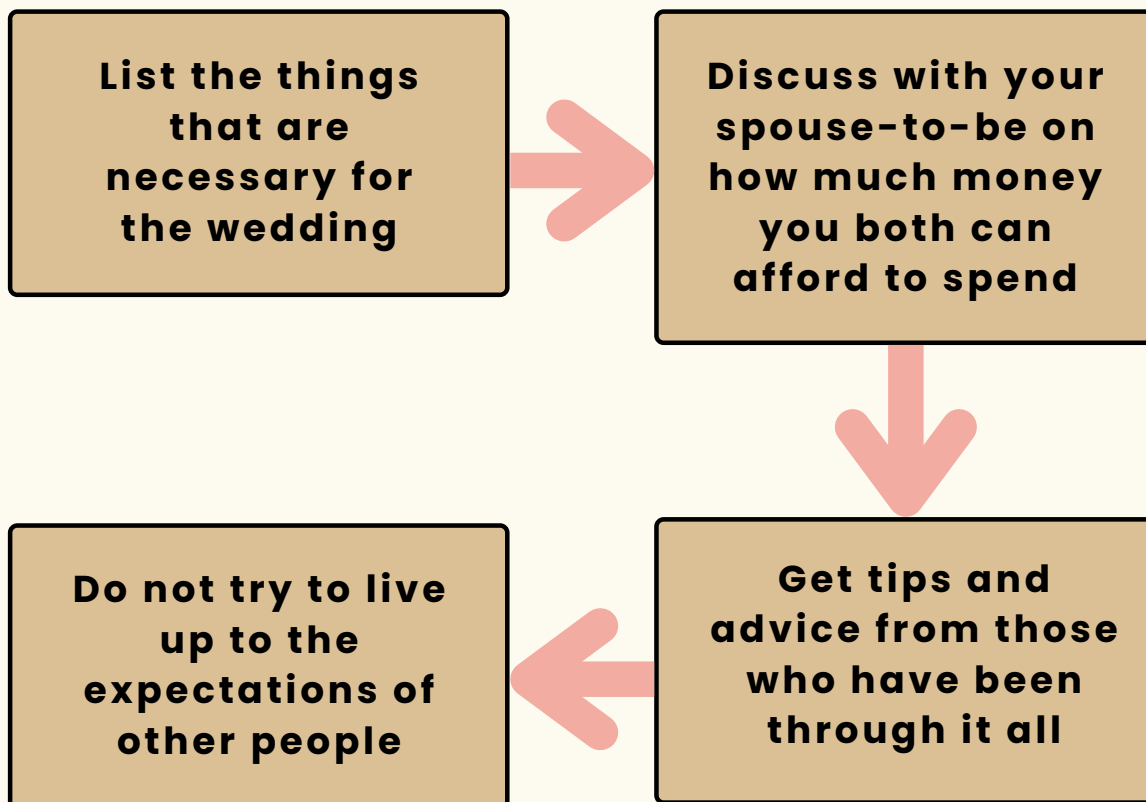 List the things
that are
necessary for
the wedding
Discuss with your
spouse-to-be on
how much money
you both can
afford to spend
Get tips and
advice from those
who have been
through it all
Do not try to live
up to the
expectations of
other people